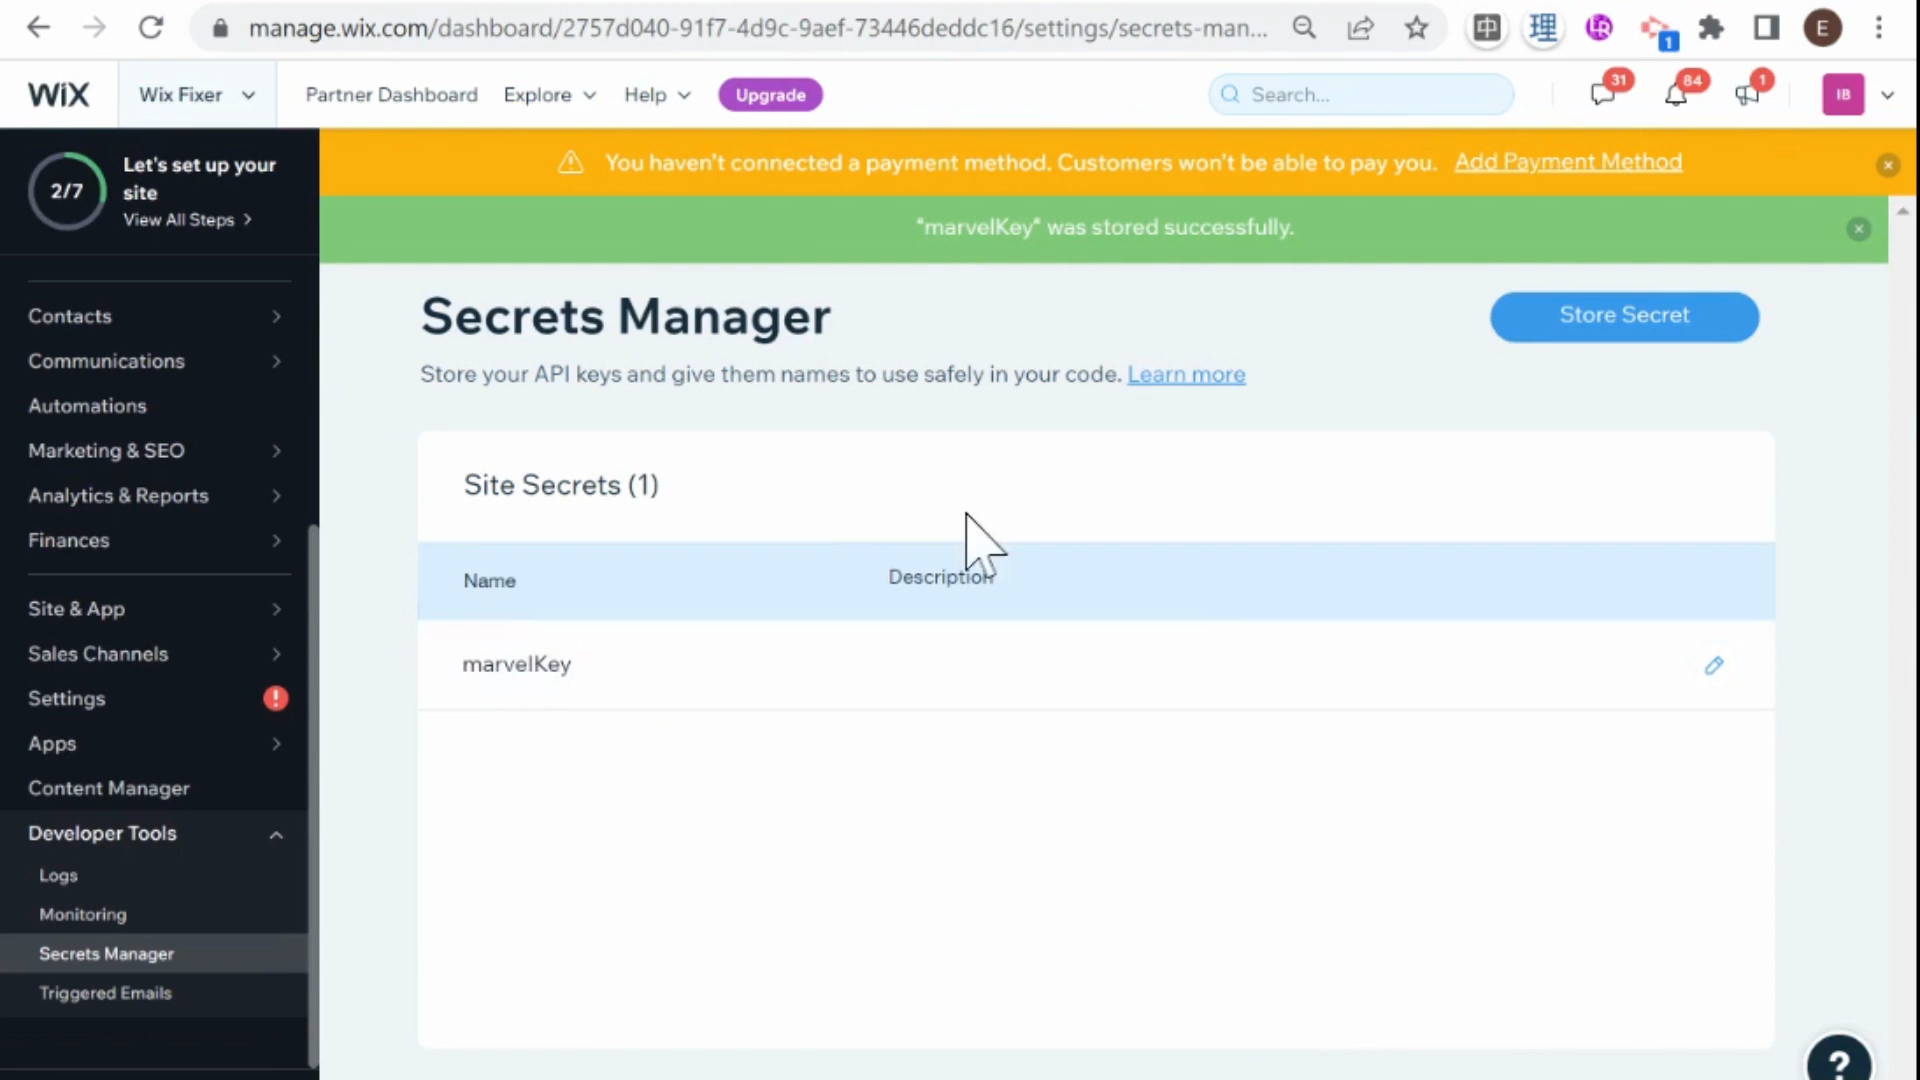 manage.wix.com/dashboard/2757d040-91f7-4d9c-9aef-73446deddc16/settings/secrets-man...
中
理
LR
1
E
WiX
Wix Fixer
Partner Dashboard
Explore
Help
Upgrade
Search...
31
84
1
IB
2/7
Let's set up your
site
View All Steps
You haven't connected a payment method. Customers won't be able to pay you. Add Payment Method
"marvelKey" was stored successfully.
Contacts
Communications
Automations
Marketing & SEO
Analytics & Reports
Finances
Site & App
Sales Channels
Settings
!
Apps
Content Manager
Developer Tools
Logs
Monitoring
Secrets Manager
Triggered Emails
Secrets Manager
Store Secret
Store your API keys and give them names to use safely in your code. Learn more
Site Secrets (1)
Name
Description
marvelKey
?